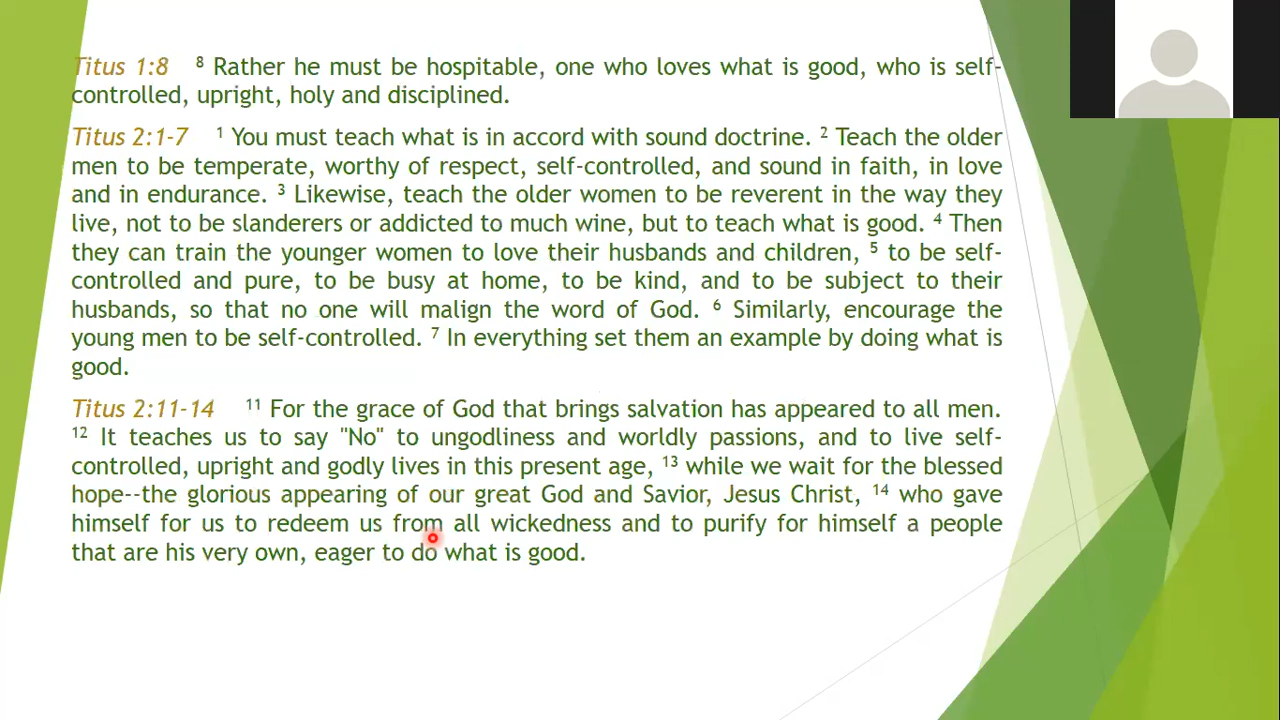 Titus 1:8 8 Rather he must be hospitable, one who loves what is good, who is self-
controlled, upright, holy and disciplined.
Titus 2:1-7 1 You must teach what is in accord with sound doctrine. 2 Teach the older
men to be temperate, worthy of respect, self-controlled, and sound in faith, in love
and in endurance. 3 Likewise, teach the older women to be reverent in the way they
live, not to be slanderers or addicted to much wine, but to teach what is good. 4 Then
they can train the younger women to love their husbands and children, 5 to be self-
controlled and pure, to be busy at home, to be kind, and to be subject to their
husbands, so that no one will malign the word of God. 6 Similarly, encourage the
young men to be self-controlled. 7 In everything set them an example by doing what is
good.
Titus 2:11-14 11 For the grace of God that brings salvation has appeared to all men.
12 It teaches us to say "No" to ungodliness and worldly passions, and to live self-
controlled, upright and godly lives in this present age, 13 while we wait for the blessed
hope--the glorious appearing of our great God and Savior, Jesus Christ, 14 who gave
himself for us to redeem us from all wickedness and to purify for himself a people
that are his very own, eager to do what is good.